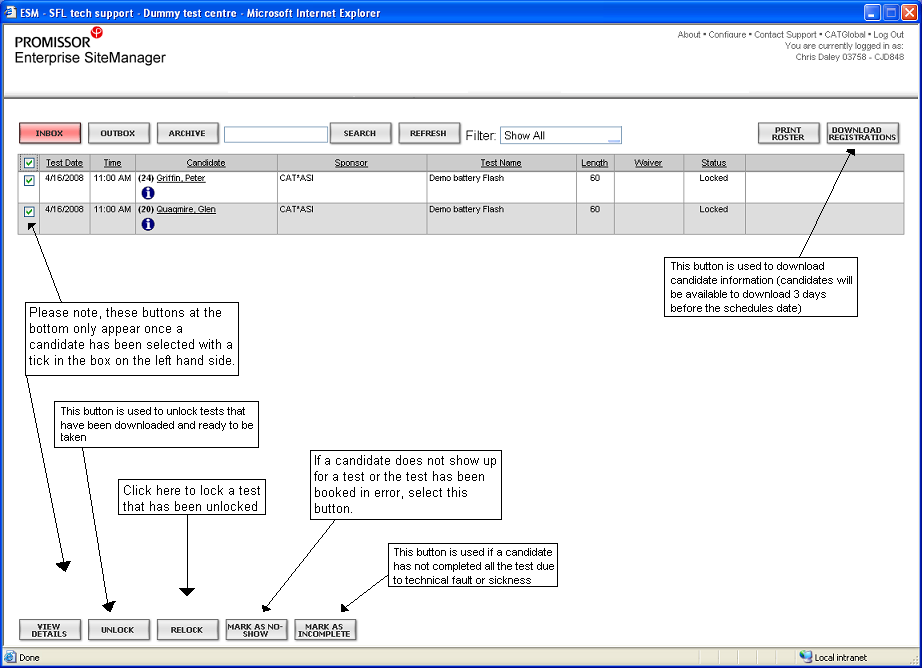 ESM - SFL tech support - Dummy test centre - Microsoft Internet Explorer
PROMISSOR
Enterprise SiteManager
About • Configure • Contact Support • CATGlobal • Log Out
You are currently logged in as:
Chris Daley 03758 - CJD848
INBOX OUTBOX ARCHIVE SEARCH REFRESH Filter: Show All PRINT ROSTER DOWNLOAD REGISTRATIONS
Test Date Time Candidate Sponsor Test Name Length Waiver Status
4/16/2008 11:00 AM (24) Griffin, Peter CAT*ASI Demo battery Flash 60 Locked
i
4/16/2008 11:00 AM (20) Quagmire, Glen CAT*ASI Demo battery Flash 60 Locked
i
This button is used to download
candidate information (candidates will
be available to download 3 days
before the schedules date)
Please note, these buttons at the
bottom only appear once a
candidate has been selected with a
tick in the box on the left hand side.
This button is used to unlock tests that
have been downloaded and ready to be
taken
Click here to lock a test
that has been unlocked
If a candidate does not show up
for a test or the test has been
booked in error, select this
button.
This button is used if a candidate
has not completed all the test due
to technical fault or sickness
VIEW DETAILS UNLOCK RELOCK MARK AS NO-SHOW MARK AS INCOMPLETE
Done Local intranet